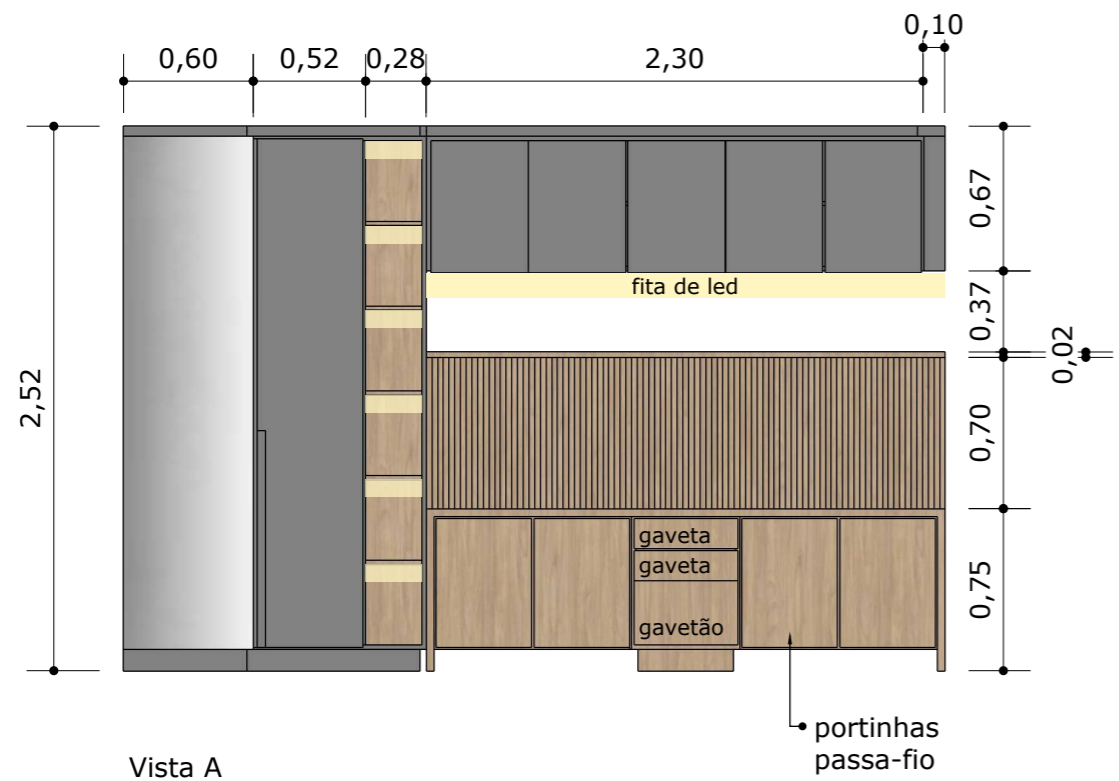 0,10
0,60
0,52
0,28
2,30
0,67
fita de led
0,37
0,02
2,52
0,70
gaveta
gaveta
0,75
gavetão
portinhas
passa-fio
Vista A